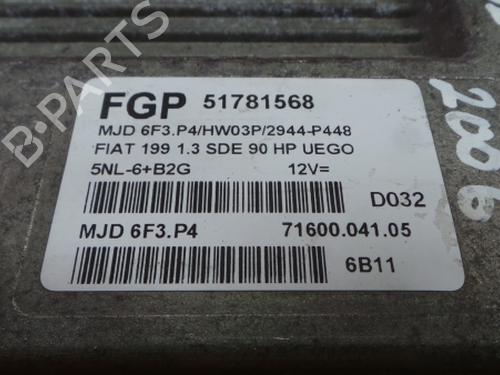 FGP 51781568
MJD 6F3.P4/HW03P/2944-P448
FIAT 199 1.3 SDE 90 HP UEGO
5NL-6+B2G 12V=
D032
MJD 6F3.P4 71600.041.05
6B11
2006